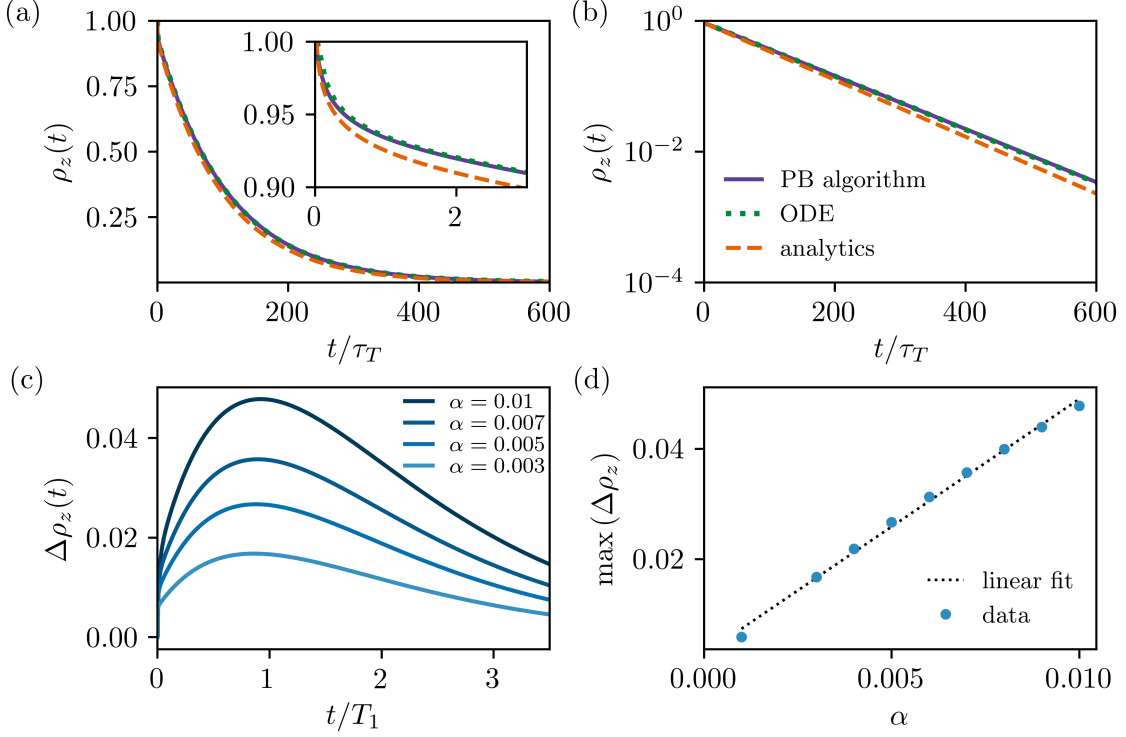 (a)
1.00
0.75
0.50
0.25
ρ_z(t)
0 200 400 600
t/τ_T
1.00
0.95
0.90
0 2
(b)
10⁰
10⁻²
10⁻⁴
ρ_z(t)
PB algorithm
ODE
analytics
0 200 400 600
t/τ_T
(c)
0.04
0.02
0.00
Δρ_z(t)
α = 0.01
α = 0.007
α = 0.005
α = 0.003
0 1 2 3
t/T₁
(d)
0.04
0.02
max (Δρ_z)
linear fit
data
0.000 0.005 0.010
α